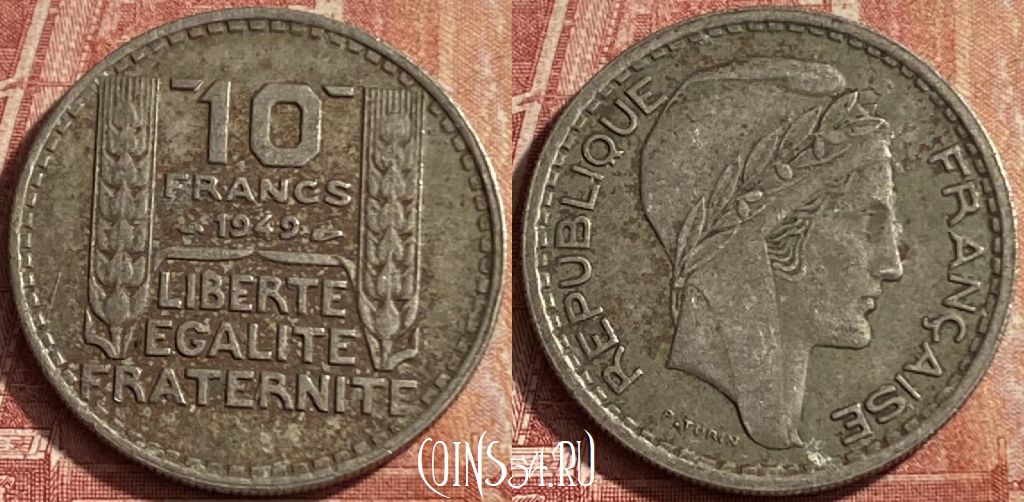 10
FRANCS
1949
LIBERTE
EGALITE
FRATERNITE
REPUBLIQUE FRANÇAISE
P.TURIN
COINS54.RU